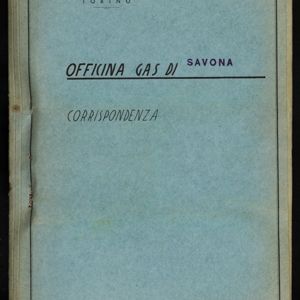 TORINO
OFFICINA GAS DI SAVONA
CORRISPONDENZA